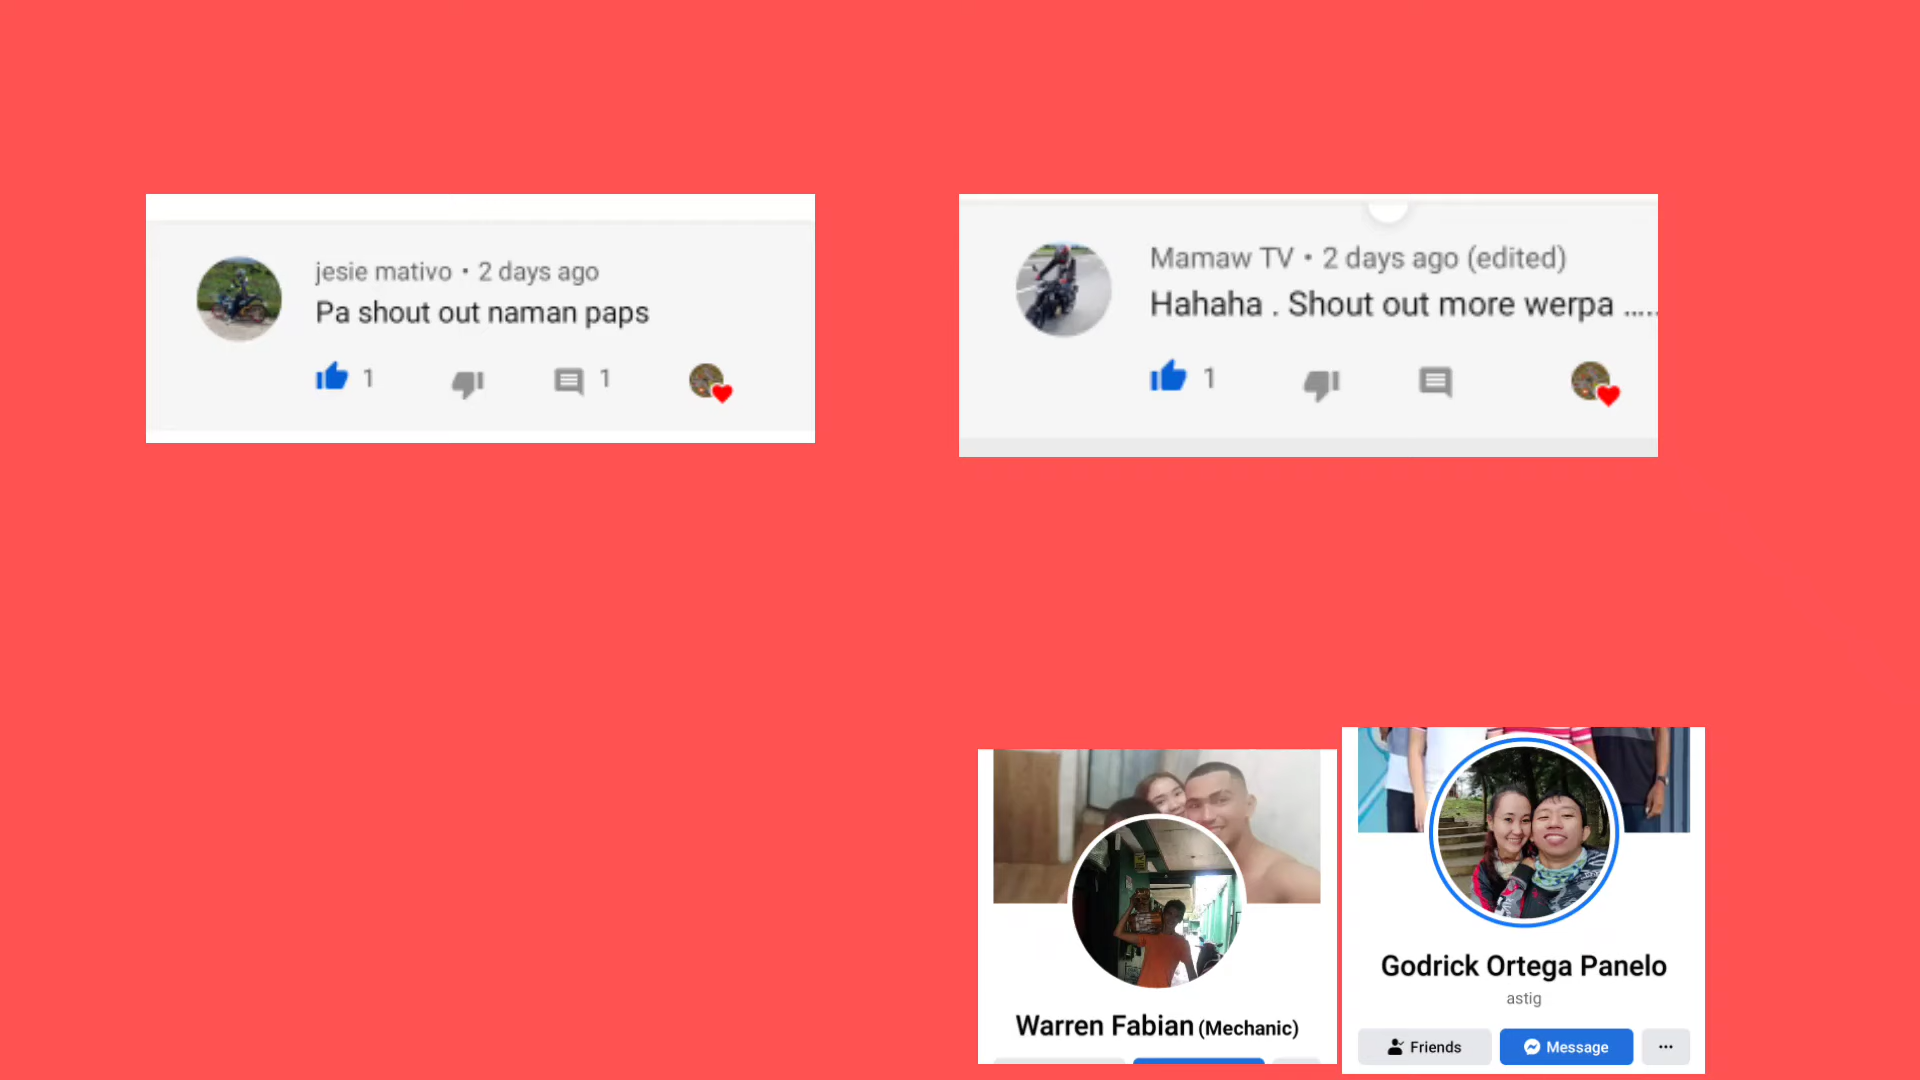 jesie mativo • 2 days ago
Pa shout out naman paps
1
1
Mamaw TV • 2 days ago (edited)
Hahaha . Shout out more werpa .....
1
Warren Fabian (Mechanic)
Godrick Ortega Panelo
astig
Friends
Message